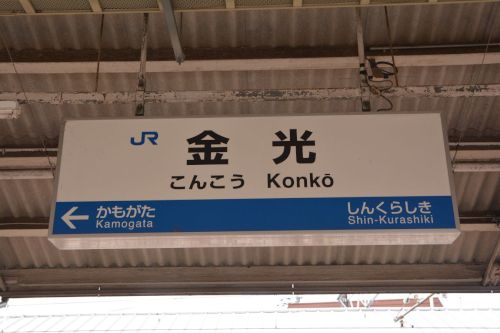 JR 金光
こんこう Konkō
← かもがた しんくらしき
Kamogata Shin-Kurashiki